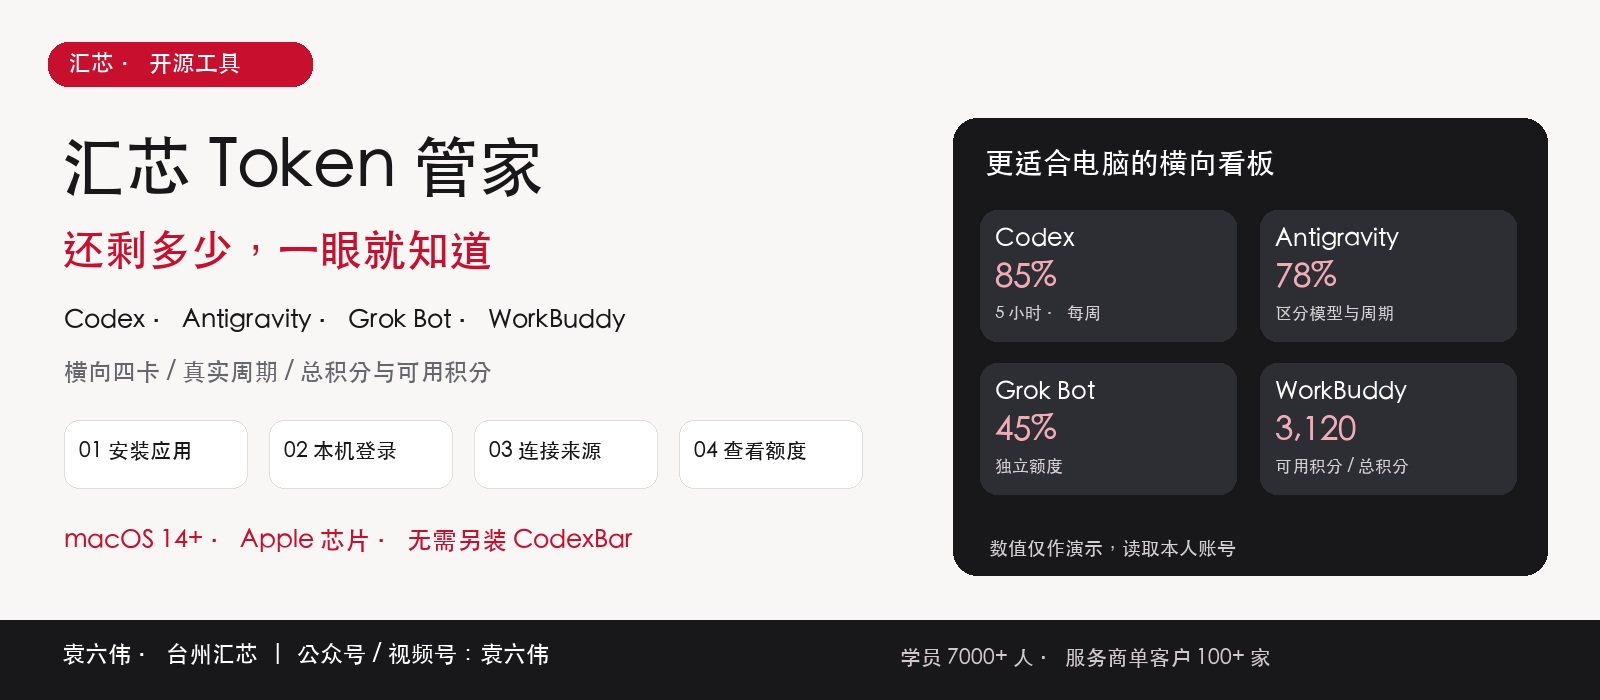 汇芯 · 开源工具
汇芯 Token 管家
还剩多少，一眼就知道
Codex · Antigravity · Grok Bot · WorkBuddy
横向四卡 / 真实周期 / 总积分与可用积分
01 安装应用
02 本机登录
03 连接来源
04 查看额度
macOS 14+ · Apple 芯片 · 无需另装 CodexBar
更适合电脑的横向看板
Codex
85%
5 小时 · 每周
Antigravity
78%
区分模型与周期
Grok Bot
45%
独立额度
WorkBuddy
3,120
可用积分 / 总积分
数值仅作演示，读取本人账号
袁六伟 · 台州汇芯 | 公众号 / 视频号：袁六伟
学员 7000+ 人 · 服务商单客户 100+ 家